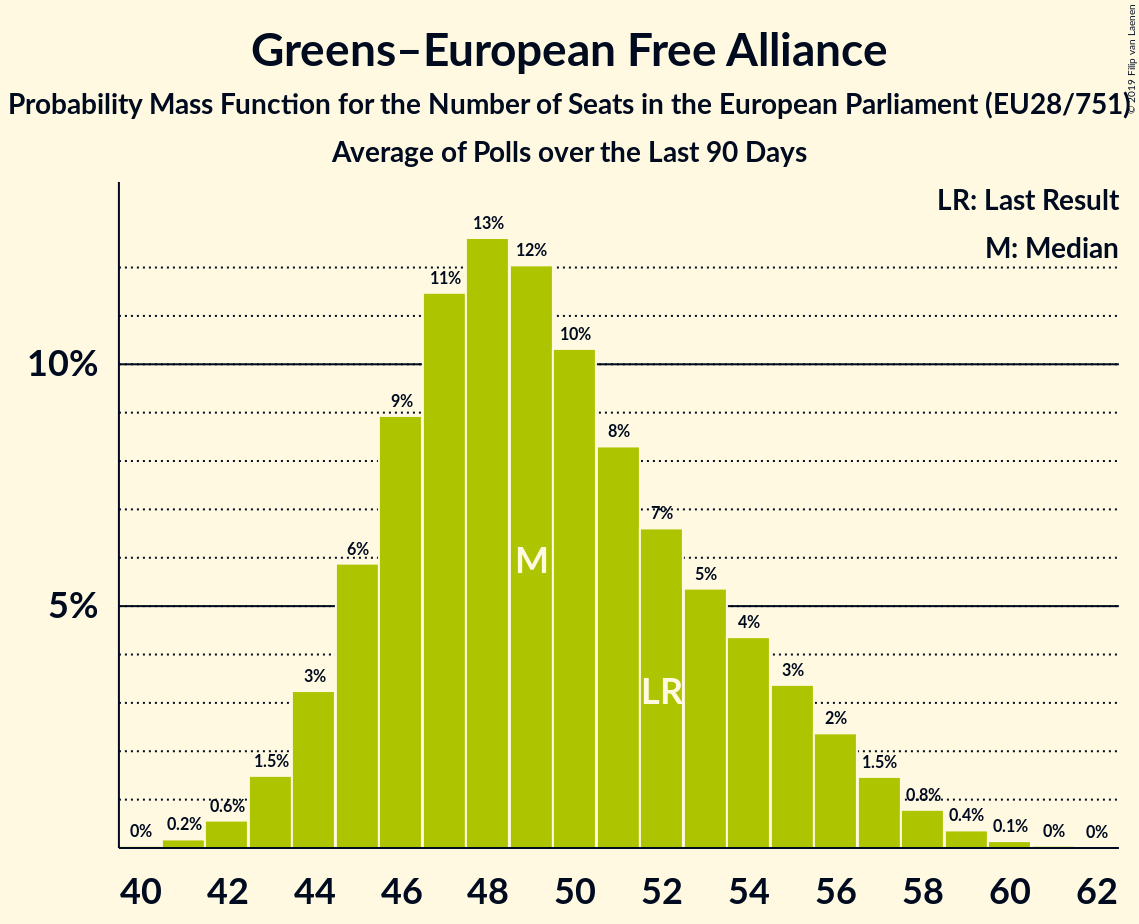 Greens–European Free Alliance
Probability Mass Function for the Number of Seats in the European Parliament (EU28/751)
Average of Polls over the Last 90 Days
© 2019 Filip van Laenen
LR: Last Result
M: Median
10%
5%
0%
0.2%
0.6%
1.5%
3%
6%
9%
11%
13%
12%
10%
8%
7%
5%
4%
3%
2%
1.5%
0.8%
0.4%
0.1%
0%
0%
M
LR
40 42 44 46 48 50 52 54 56 58 60 62